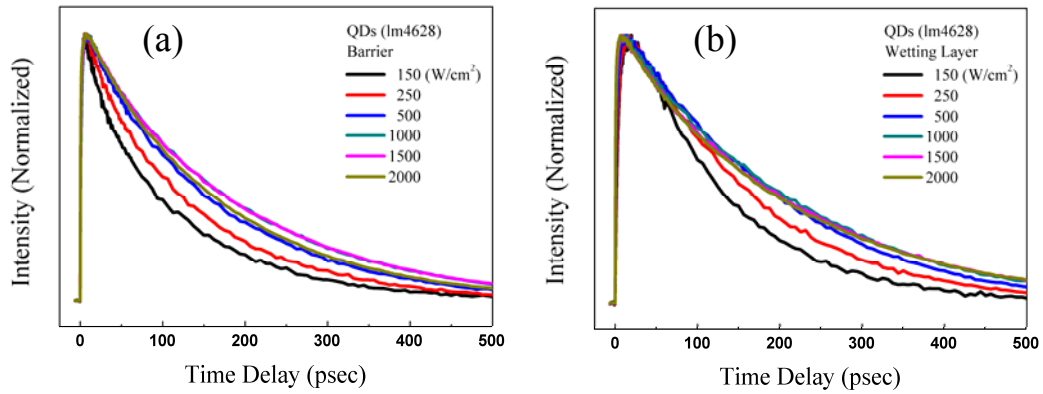 (a)
QDs (lm4628)
Barrier
150 (W/cm²)
250
500
1000
1500
2000
Intensity (Normalized)
0
100
200
300
400
500
Time Delay (psec)
(b)
QDs (lm4628)
Wetting Layer
150 (W/cm²)
250
500
1000
1500
2000
Intensity (Normalized)
0
100
200
300
400
500
Time Delay (psec)